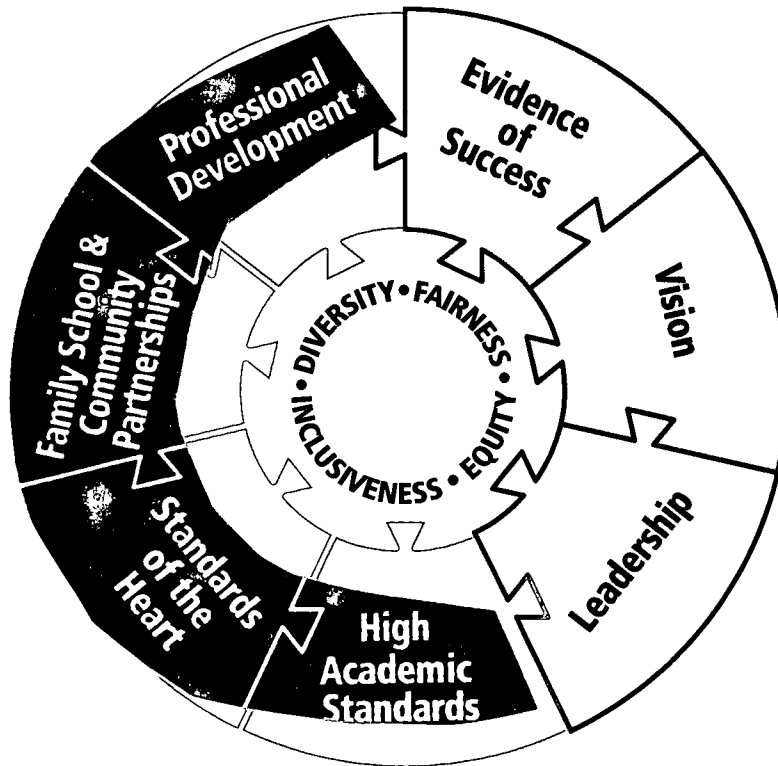 Evidence
of
Success
Vision
Leadership
High
Academic
Standards
Standards
of the
Heart
Family School &
Community
Partnerships
Professional
Development
DIVERSITY • FAIRNESS • EQUITY • INCLUSIVENESS •